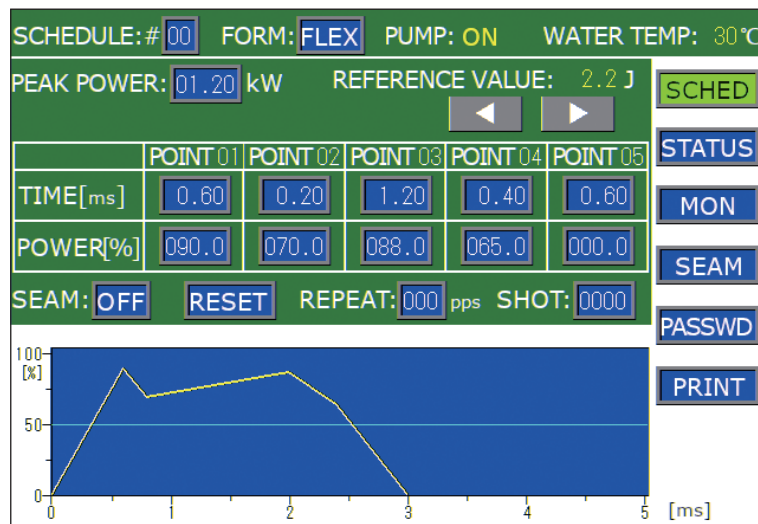 SCHEDULE:# 00 FORM: FLEX PUMP: ON WATER TEMP: 30℃
PEAK POWER: 01.20 kW REFERENCE VALUE: 2.2 J
SCHED
POINT 01 POINT 02 POINT 03 POINT 04 POINT 05
STATUS
TIME[ms] 0.60 0.20 1.20 0.40 0.60
MON
POWER[%] 090.0 070.0 088.0 065.0 000.0
SEAM
SEAM: OFF RESET REPEAT: 000 pps SHOT: 0000
PASSWD
PRINT
100
[%]
50
0
0 1 2 3 4 5 [ms]